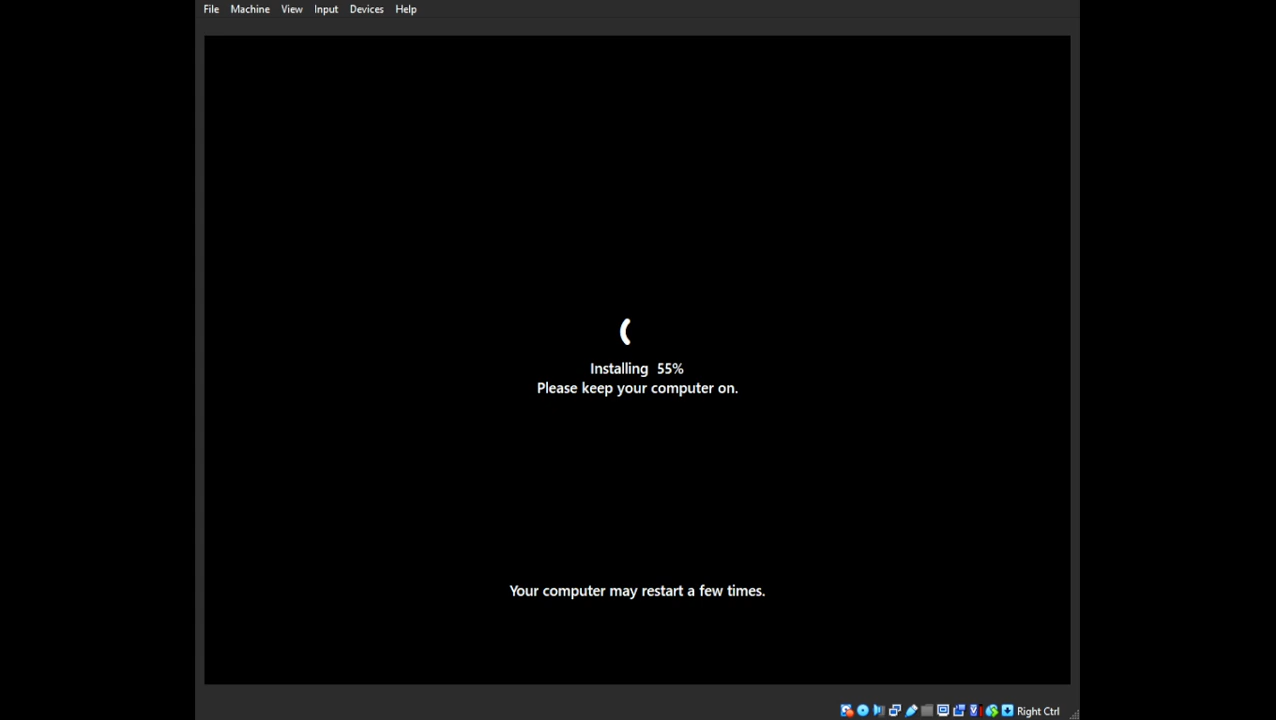 File Machine View Input Devices Help
Installing 55%
Please keep your computer on.
Your computer may restart a few times.
Right Ctrl